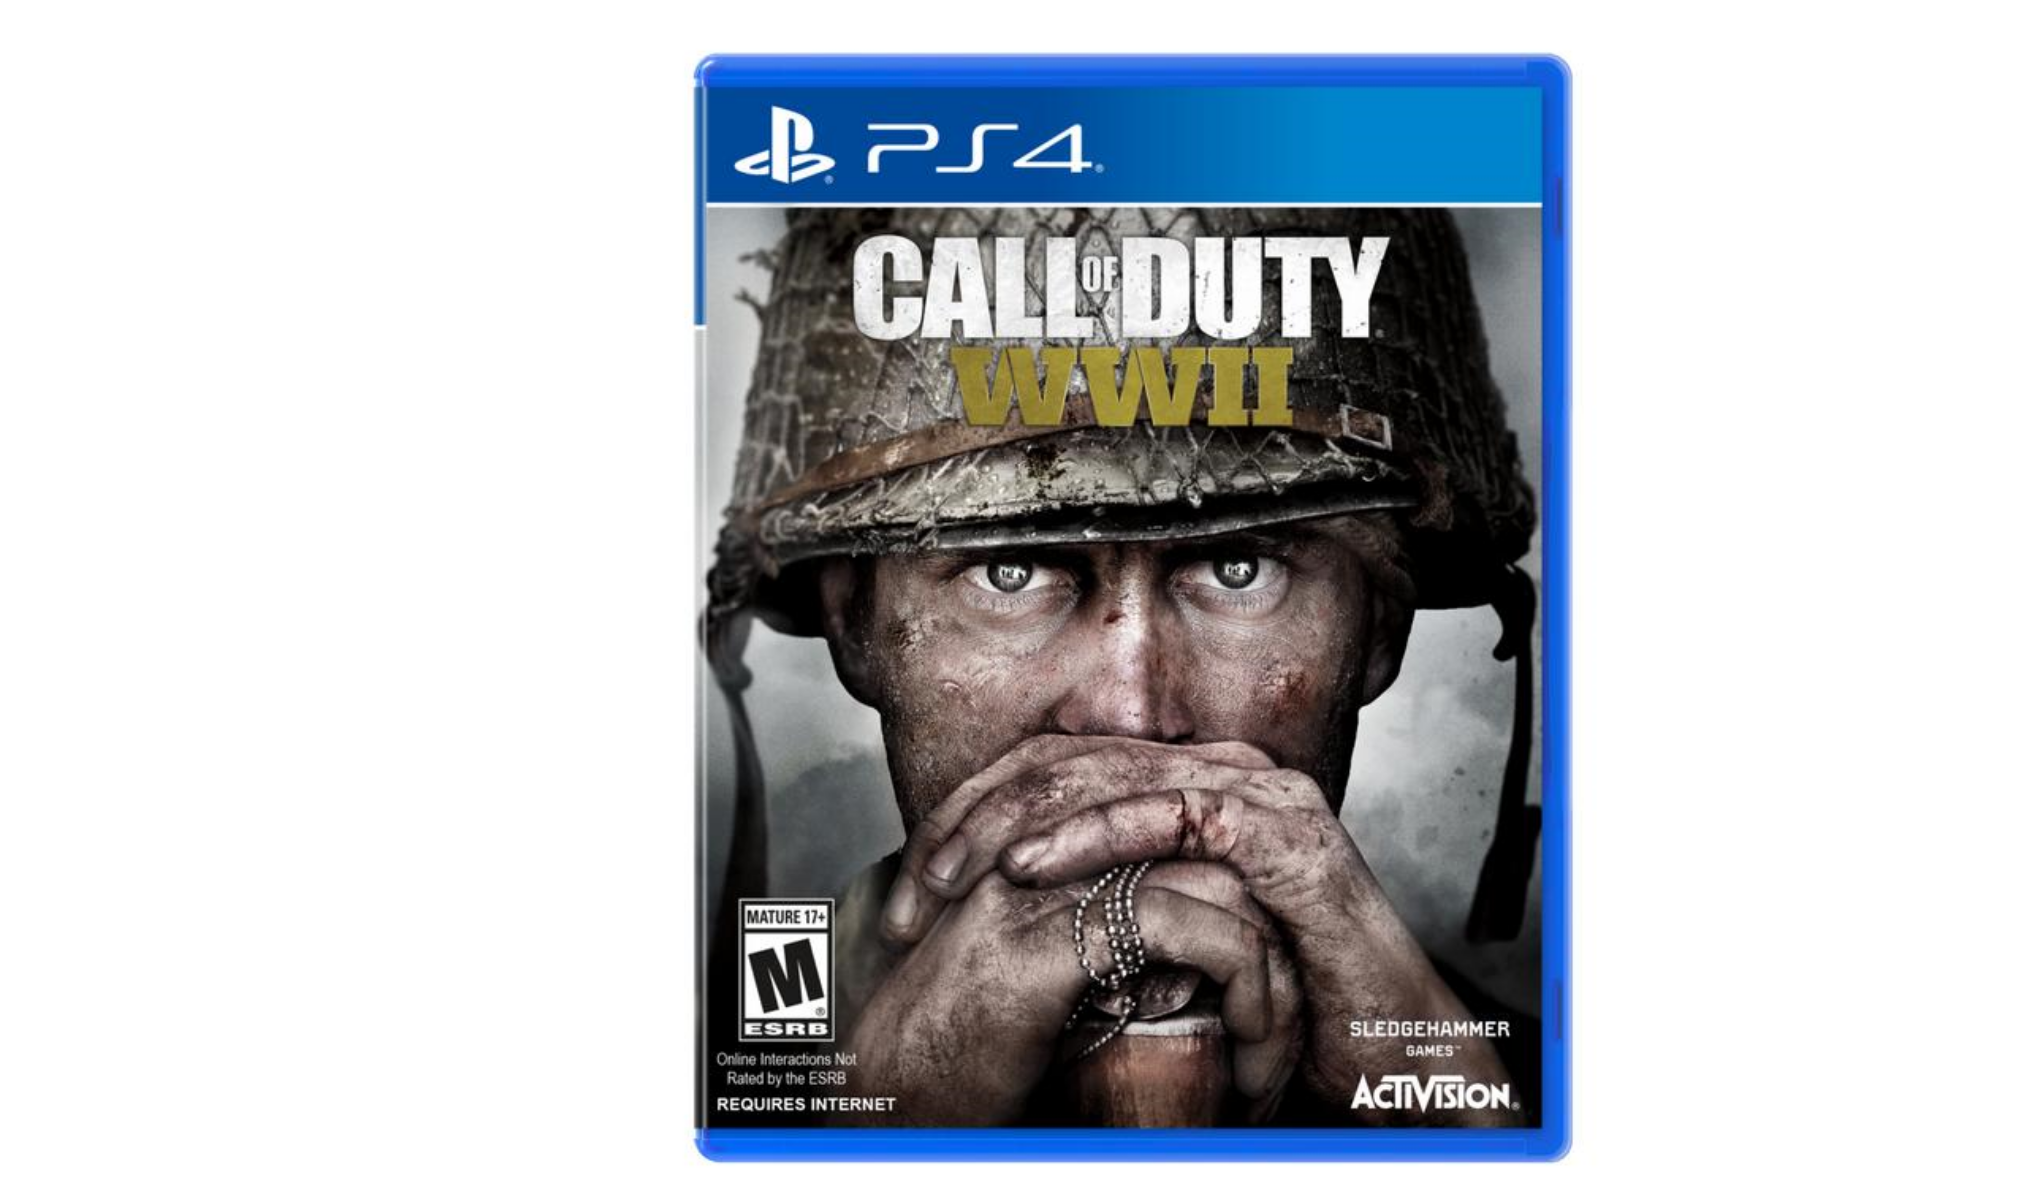 PS4
CALL OF DUTY
WWII
MATURE 17+
M
ESRB
Online Interactions Not
Rated by the ESRB
REQUIRES INTERNET
SLEDGEHAMMER
GAMES™
ACTIVISION®